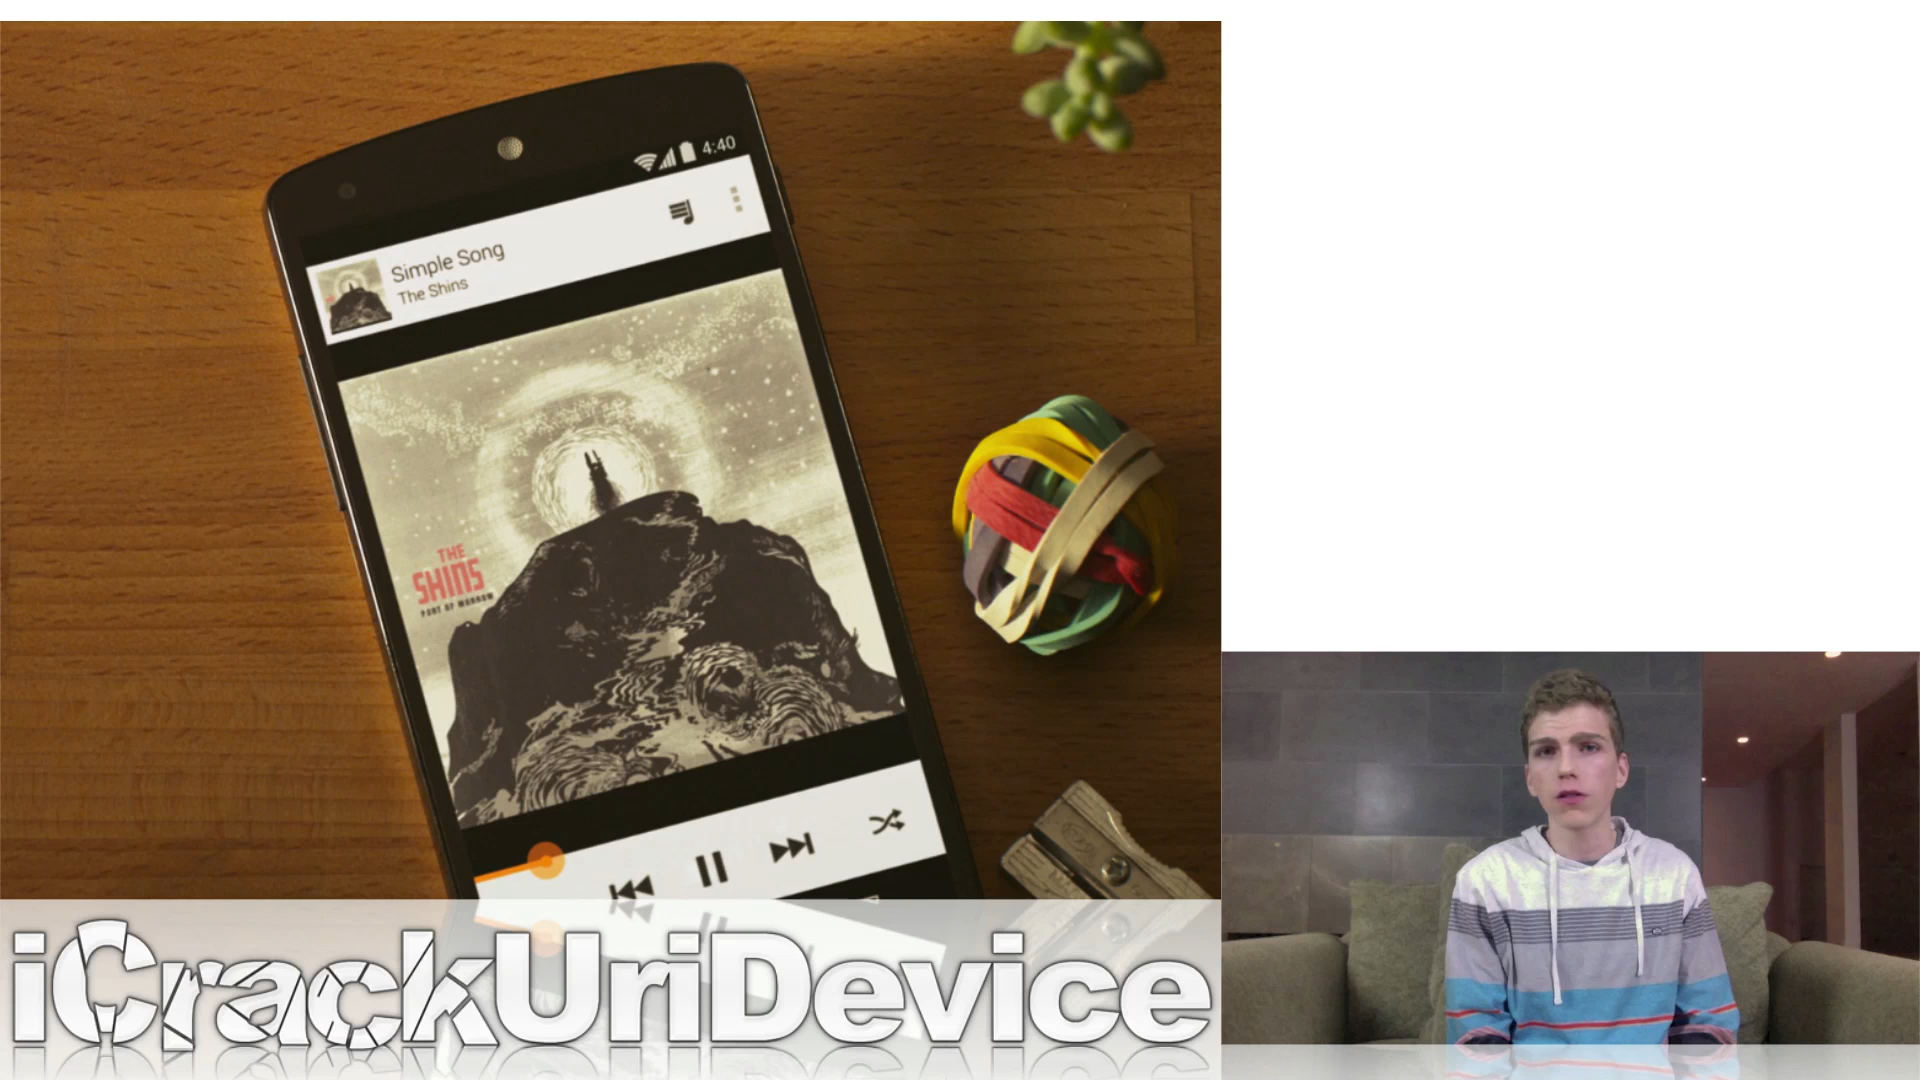 4:40
Simple Song
The Shins
THE
SHINS
PORT OF MORROW
iCrackUriDevice